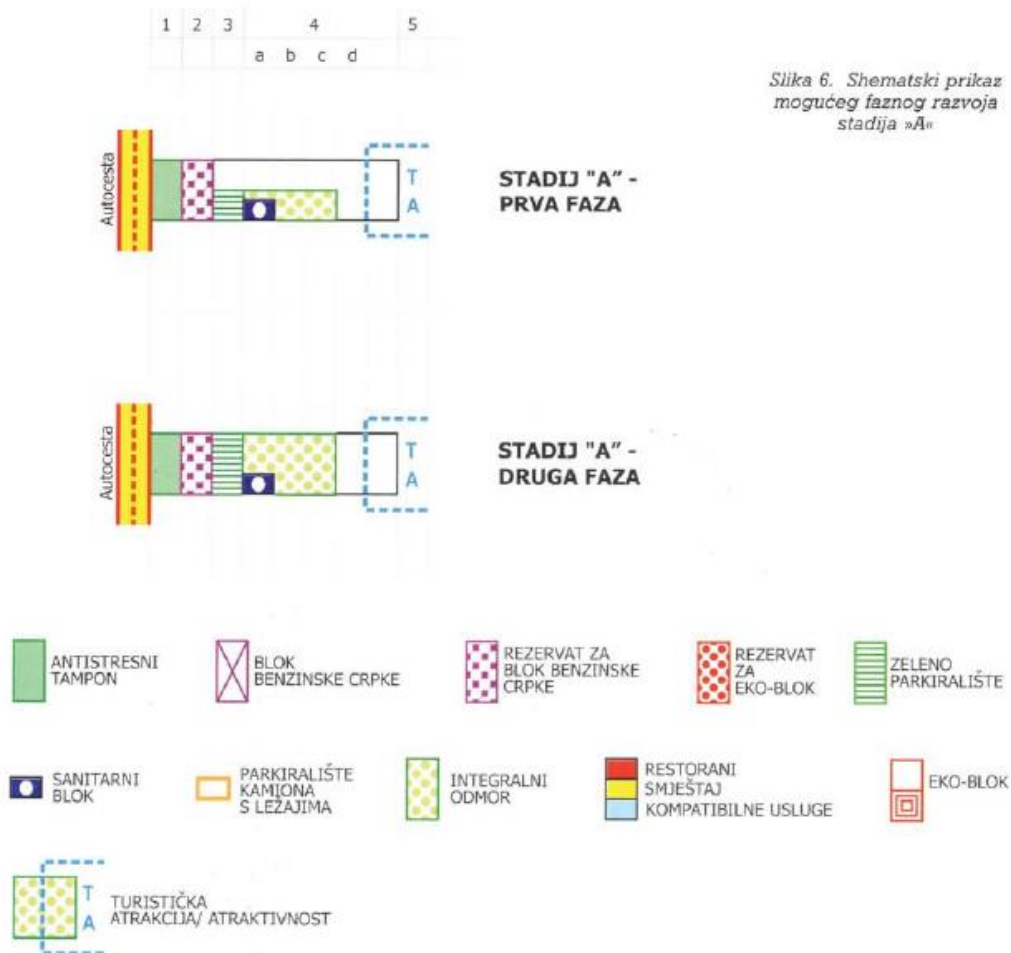 1 2 3 4 5
a b c d
Slika 6. Shematski prikaz
mogućeg faznog razvoja
stadija »A«
Autocesta
T
A
STADIJ "A" -
PRVA FAZA
Autocesta
T
A
STADIJ "A" -
DRUGA FAZA
ANTISTRESNI
TAMPON
BLOK
BENZINSKE CRPKE
REZERVAT ZA
BLOK BENZINSKE
CRPKE
REZERVAT
ZA
EKO-BLOK
ZELENO
PARKIRALIŠTE
SANITARNI
BLOK
PARKIRALIŠTE
KAMIONA
S LEŽAJIMA
INTEGRALNI
ODMOR
RESTORANI
SMJEŠTAJ
KOMPATIBILNE USLUGE
EKO-BLOK
T
A
TURISTIČKA
ATRAKCIJA/ ATRAKTIVNOST